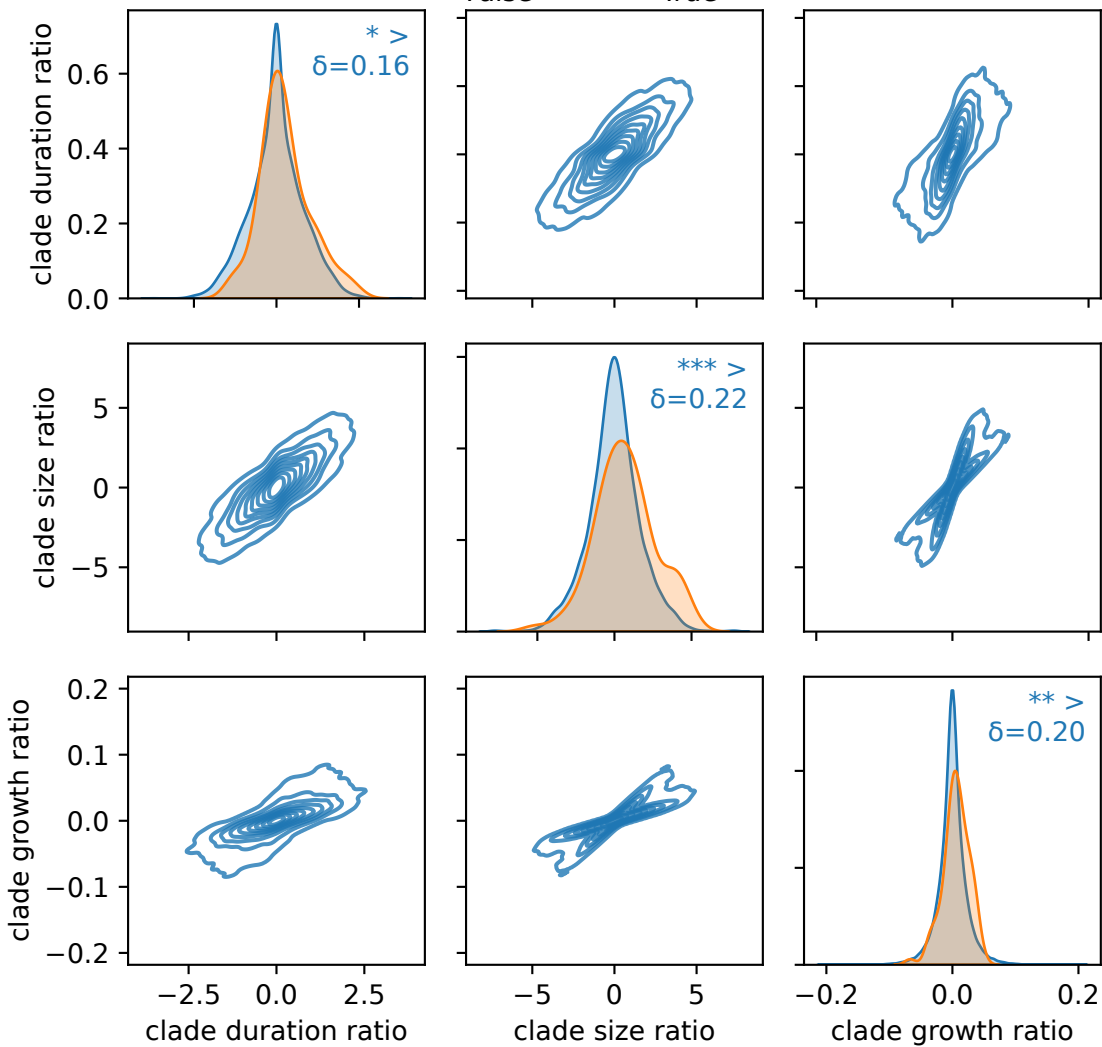 clade duration ratio
0.6
0.4
0.2
0.0
* >
δ=0.16
clade size ratio
5
0
−5
*** >
δ=0.22
clade growth ratio
0.2
0.1
0.0
−0.1
−0.2
** >
δ=0.20
−2.5 0.0 2.5
−5 0 5
−0.2 0.0 0.2
clade duration ratio
clade size ratio
clade growth ratio